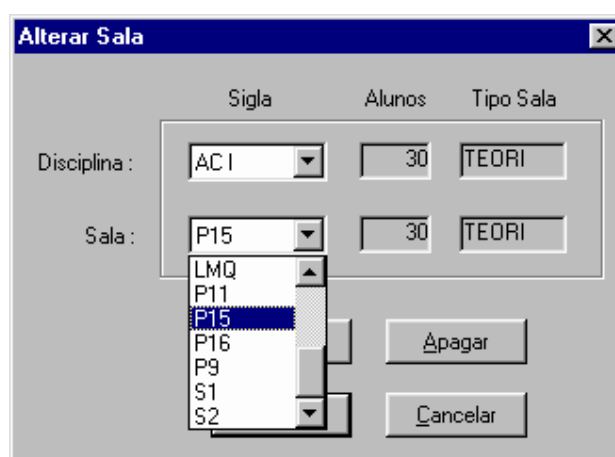 Alterar Sala
Sigla Alunos Tipo Sala
Disciplina : AC I 30 TEORI
Sala : P15 30 TEORI
LMQ
P11
P15
P16
P9
S1
S2
Apagar
Cancelar